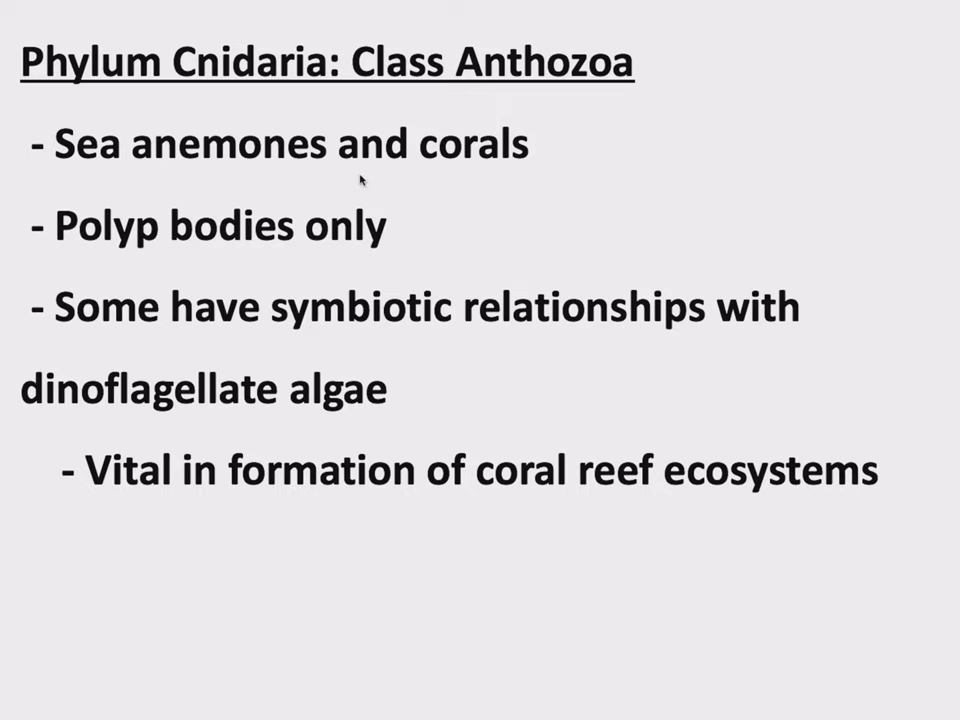 Phylum Cnidaria: Class Anthozoa
- Sea anemones and corals
- Polyp bodies only
- Some have symbiotic relationships with
dinoflagellate algae
- Vital in formation of coral reef ecosystems